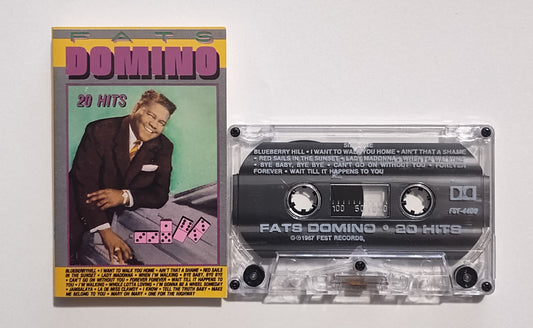 FATS
DOMINO
20 HITS
BLUEBERRYHILL • I WANT TO WALK YOU HOME • AIN'T THAT A SHAME • RED SAILS
IN THE SUNSET • LADY MADONNA • WHEN I'M WALKING • BYE BABY, BYE BYE
• CAN'T GO ON WITHOUT YOU • FOREVER FOREVER • WAIT TILL IT HAPPENS TO
YOU • I'M WALKING • WHOLE LOTTA LOVING • I'M GONNA BE A WHEEL SOMEDAY
• JAMBALAYA • LA DE MISS CLAWDY • I KNOW • TELL THE TRUTH BABY • MAKE
ME BELONG TO YOU • MARY OH MARY • ONE FOR THE HIGHWAY
BLUEBERRY HILL • I WANT TO WALK YOU HOME • AIN'T THAT A SHAME
• RED SAILS IN THE SUNSET • LADY MADONNA • WHEN I'M WALKING
BYE BABY, BYE BYE • CAN'T GO ON WITHOUT YOU • FOREVER
FOREVER • WAIT TILL IT HAPPENS TO YOU
100 50
FATS DOMINO • 20 HITS
©1987 FEST RECORDS,